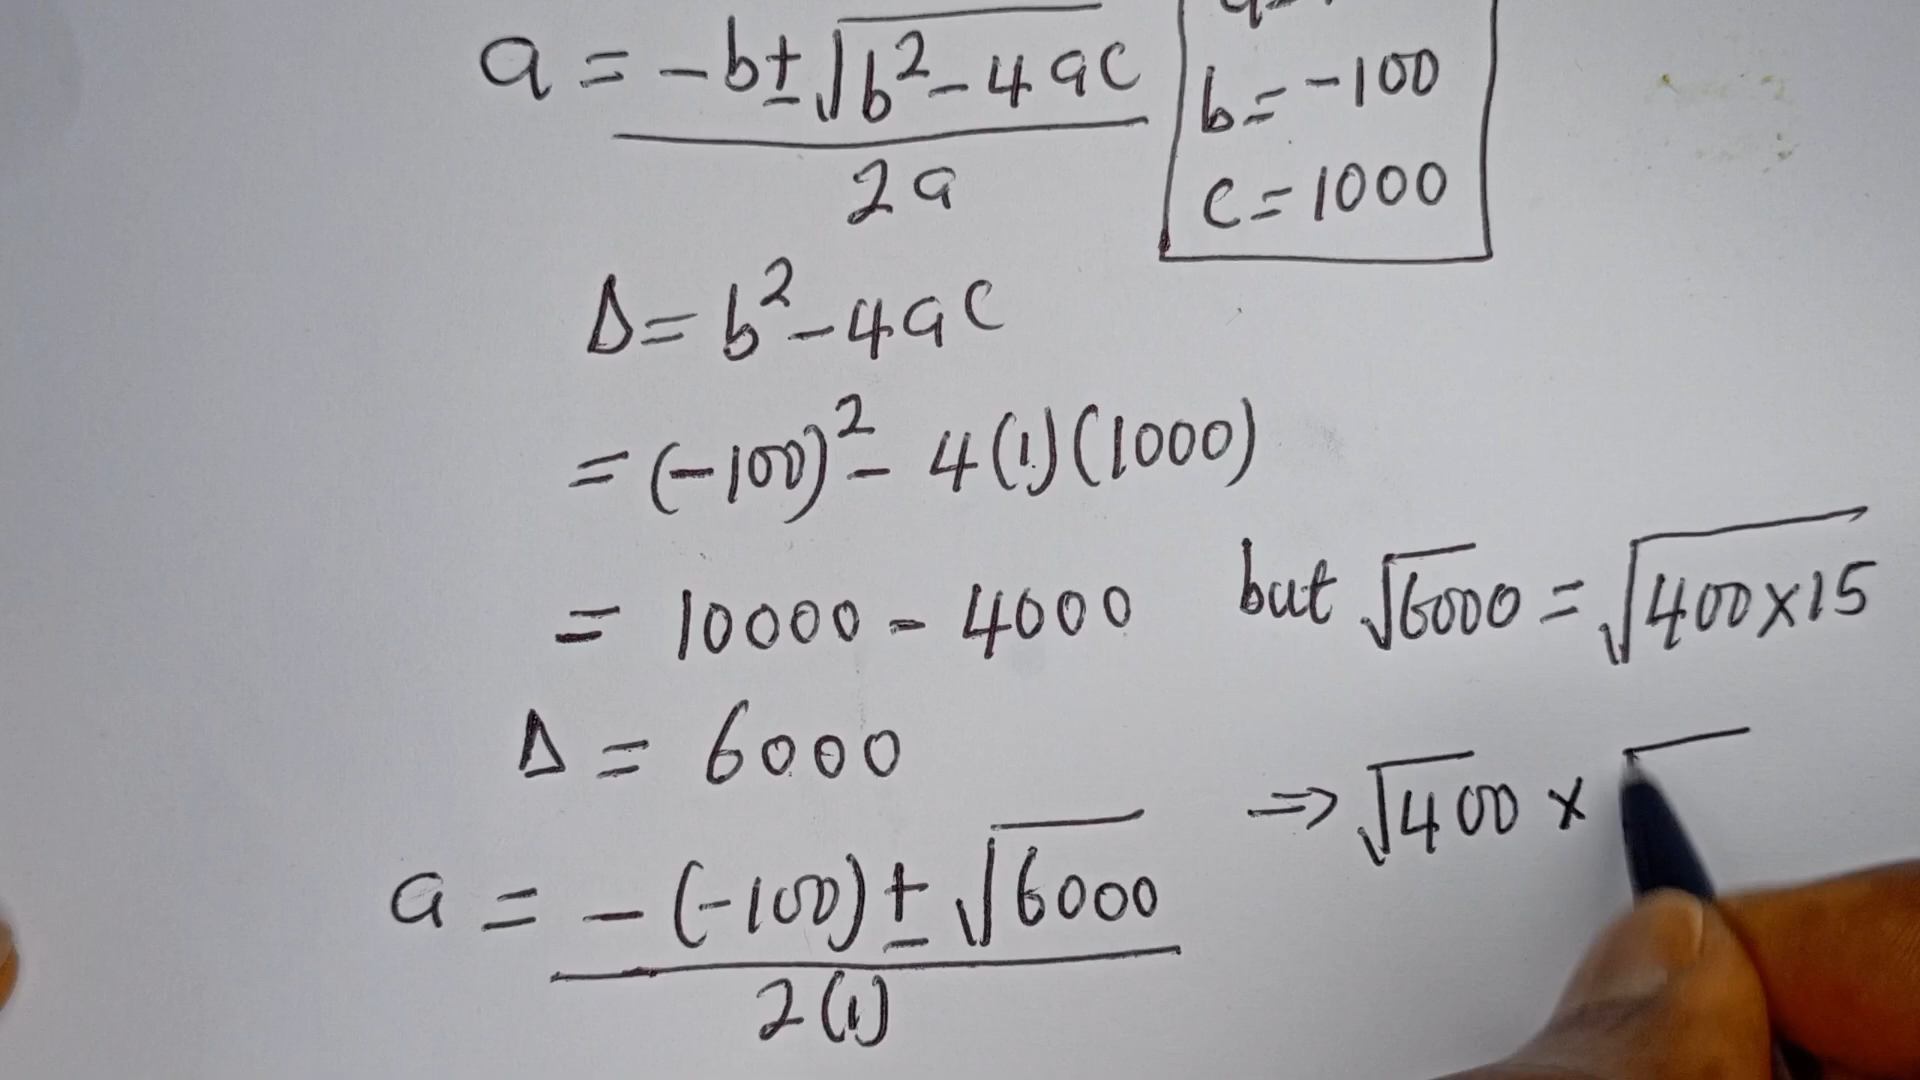 a = -b ± √b² - 4ac / 2a
b = -100
c = 1000
Δ = b² - 4ac
= (-100)² - 4(1)(1000)
= 10000 - 4000
but √6000 = √400×15
Δ = 6000
⇒ √400 × √
a = -(-100) ± √6000 / 2(1)